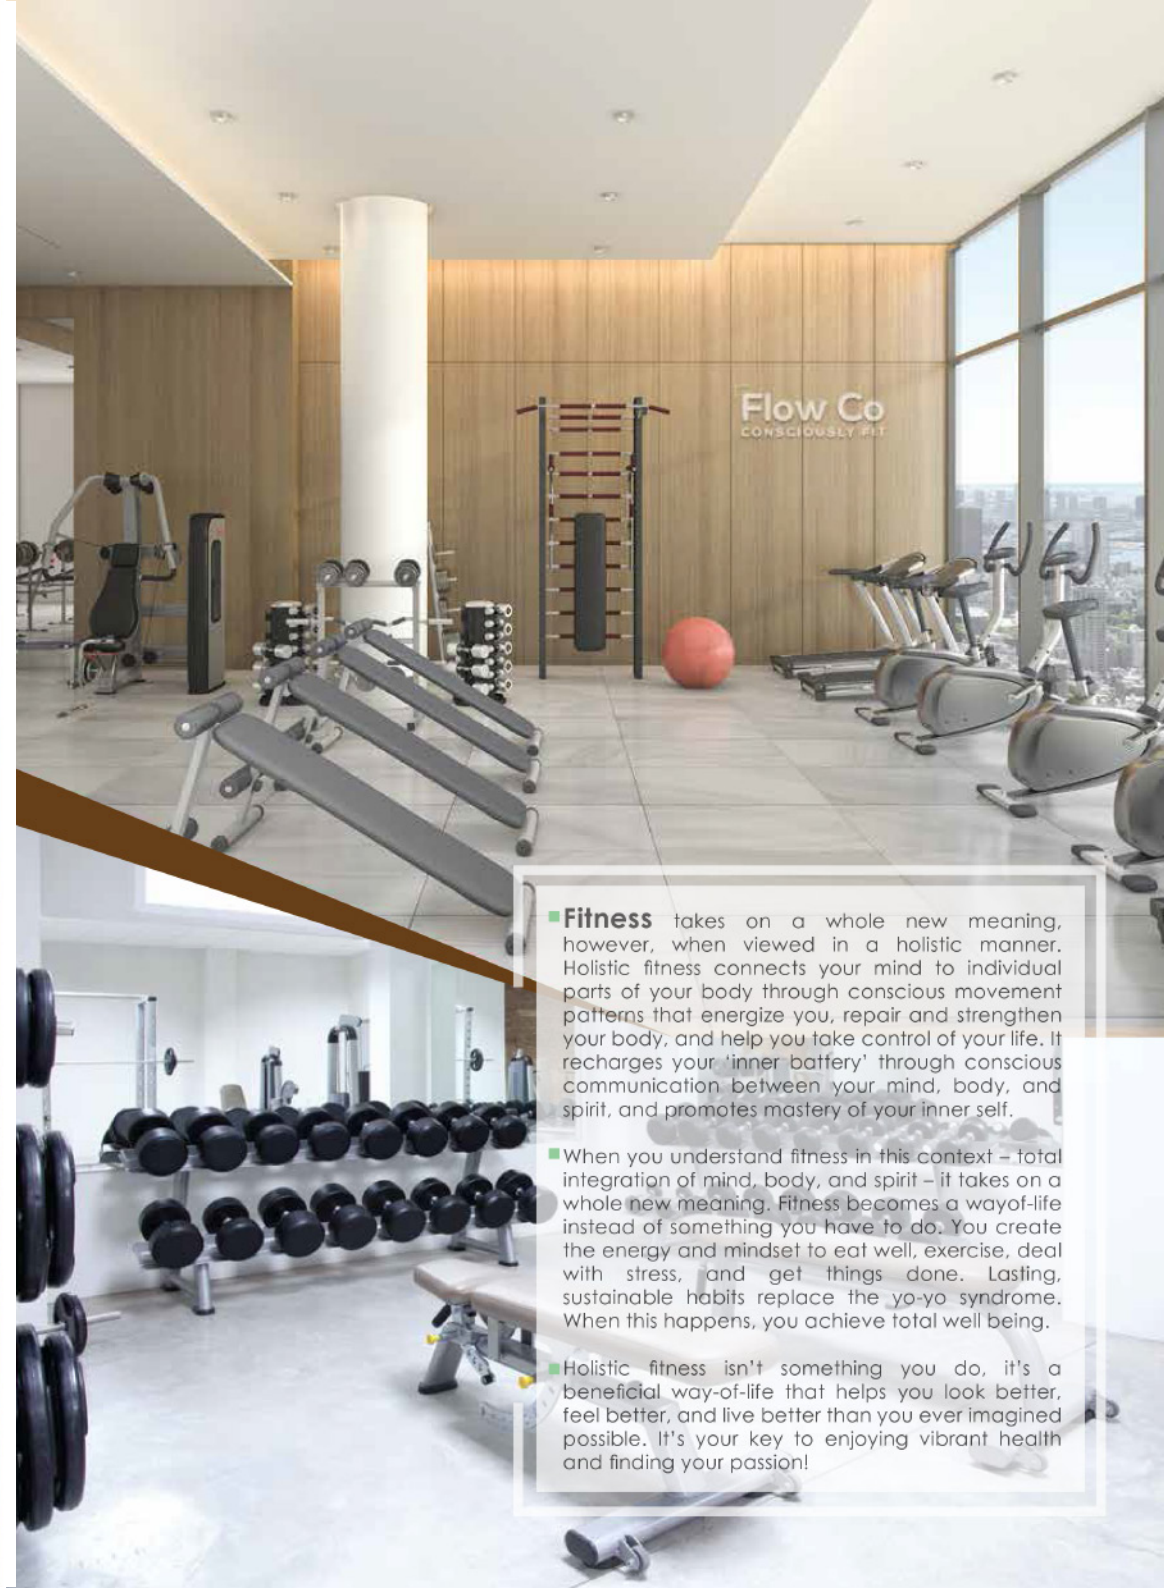 Flow Co
CONSCIOUSLY FIT
Fitness takes on a whole new meaning,
however, when viewed in a holistic manner.
Holistic fitness connects your mind to individual
parts of your body through conscious movement
patterns that energize you, repair and strengthen
your body, and help you take control of your life. It
recharges your 'inner battery' through conscious
communication between your mind, body, and
spirit, and promotes mastery of your inner self.
When you understand fitness in this context – total
integration of mind, body, and spirit – it takes on a
whole new meaning. Fitness becomes a wayof-life
instead of something you have to do. You create
the energy and mindset to eat well, exercise, deal
with stress, and get things done. Lasting,
sustainable habits replace the yo-yo syndrome.
When this happens, you achieve total well being.
Holistic fitness isn't something you do, it's a
beneficial way-of-life that helps you look better,
feel better, and live better than you ever imagined
possible. It's your key to enjoying vibrant health
and finding your passion!